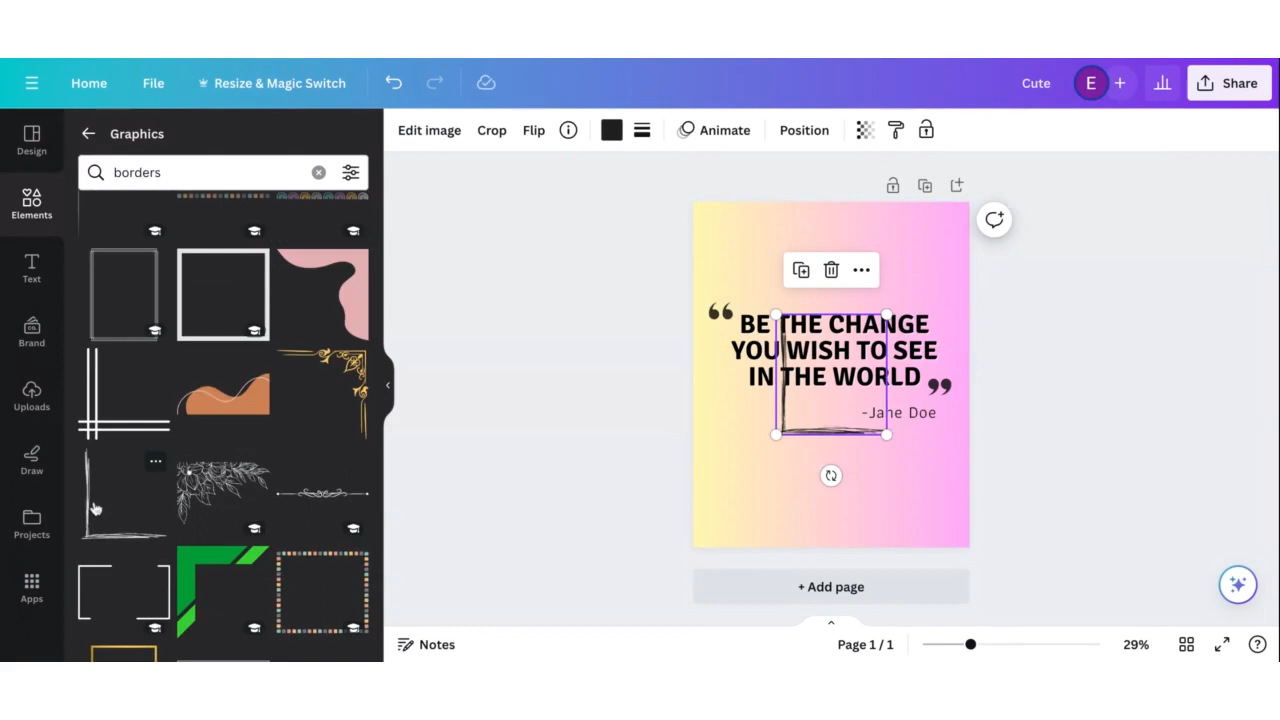 Home File Resize & Magic Switch Cute E + Share
Design
Elements
Text
Brand
Uploads
Draw
Projects
Apps
Graphics
borders
Edit image Crop Flip Animate Position
“ BE THE CHANGE
YOU WISH TO SEE
IN THE WORLD ”
-Jane Doe
+ Add page
Notes Page 1 / 1 29%